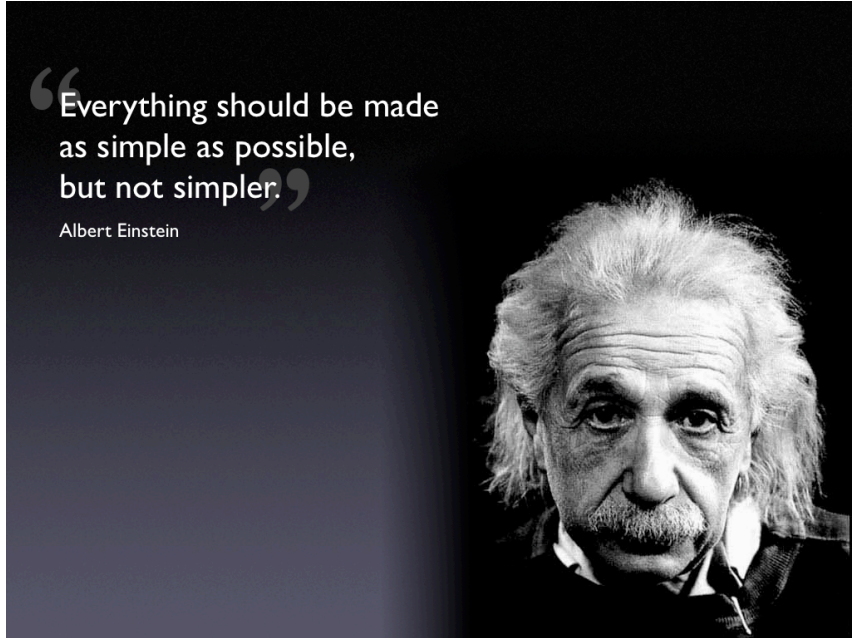 “Everything should be made
as simple as possible,
but not simpler.”
Albert Einstein